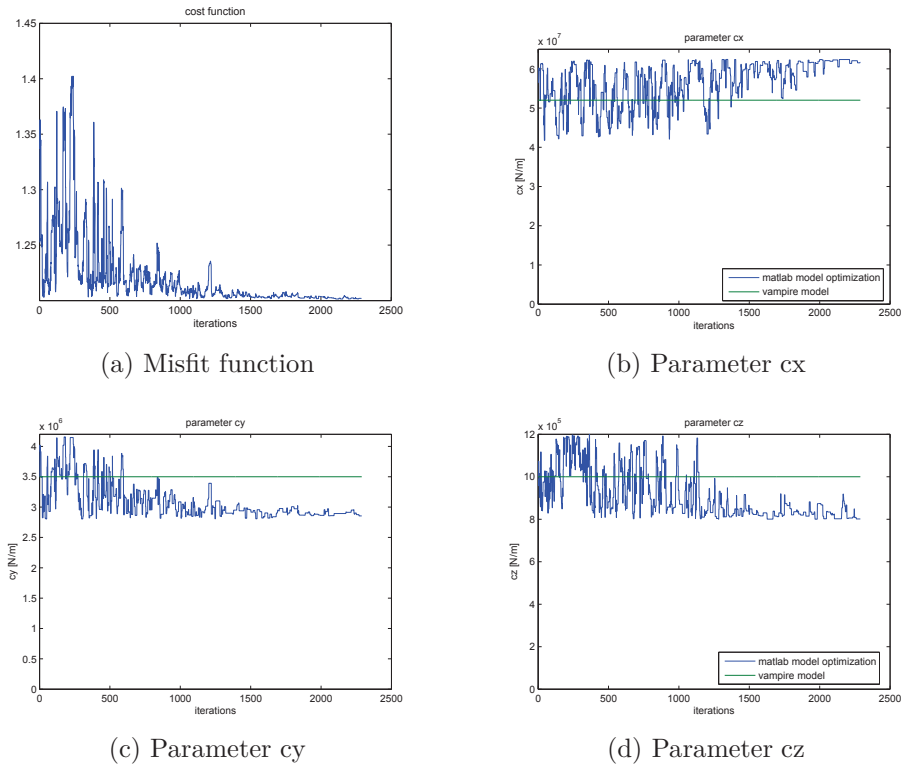 cost function
1.45
1.4
1.35
1.3
1.25
0 500 1000 1500 2000 2500
iterations
(a) Misfit function
parameter cx
x 10^7
6
5
4
3
2
1
0
cx [N/m]
0 500 1000 1500 2000 2500
iterations
matlab model optimization
vampire model
(b) Parameter cx
parameter cy
x 10^6
4
3.5
3
2.5
2
1.5
1
0.5
0
cy [N/m]
0 500 1000 1500 2000 2500
iterations
(c) Parameter cy
parameter cz
x 10^5
12
10
8
6
4
2
0
cz [N/m]
0 500 1000 1500 2000 2500
iterations
matlab model optimization
vampire model
(d) Parameter cz